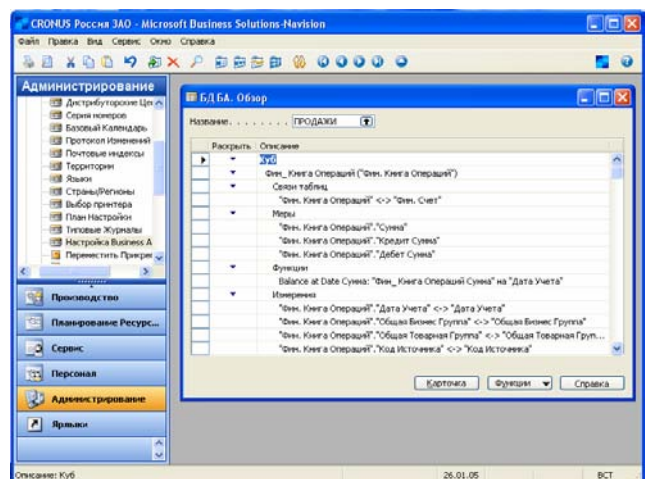 CRONUS Россия ЗАО - Microsoft Business Solutions-Navision
Файл Правка Вид Сервис Окно Справка
Администрирование
Дистрибуторские Цен
Серия номеров
Базовый Календарь
Протокол Изменений
Почтовые индексы
Территории
Языки
Страны/Регионы
Выбор принтера
План Настройки
Типовые Журналы
Настройка Business A
Переместить Прикреп
Производство
Планирование Ресурс...
Сервис
Персонал
Администрирование
Ярлыки
БД БА. Обзор
Название. . . . . . . . ПРОДАЖИ
Раскрыть Описание
Куб
Фин_ Книга Операций ("Фин. Книга Операций")
Связи таблиц
"Фин. Книга Операций" <-> "Фин. Счет"
Меры
"Фин. Книга Операций"."Сумма"
"Фин. Книга Операций"."Кредит Сумма"
"Фин. Книга Операций"."Дебет Сумма"
Функции
Balance at Date Сумма: "Фин_ Книга Операций Сумма" на "Дата Учета"
Измерения
"Фин. Книга Операций"."Дата Учета" <-> "Дата Учета"
"Фин. Книга Операций"."Общая Бизнес Группа" <-> "Общая Бизнес Группа"
"Фин. Книга Операций"."Общая Товарная Группа" <-> "Общая Товарная Груп...
"Фин. Книга Операций"."Код Источника" <-> "Код Источника"
Карточка Функции Справка
Описание: Куб 26.01.05 ВСТ